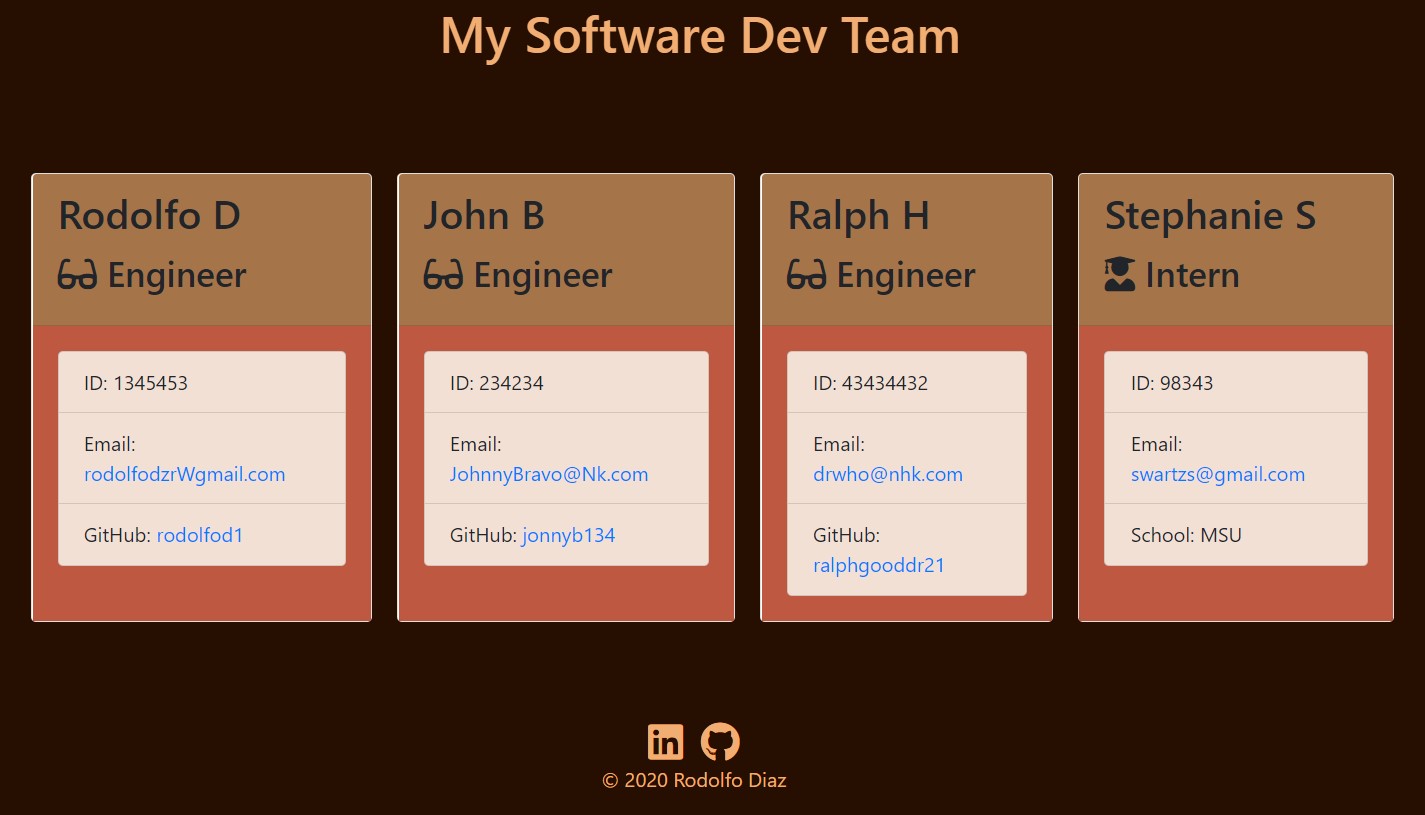 My Software Dev Team
Rodolfo D
Engineer
ID: 1345453
Email:
rodolfodzrWgmail.com
GitHub: rodolfod1
John B
Engineer
ID: 234234
Email:
JohnnyBravo@Nk.com
GitHub: jonnyb134
Ralph H
Engineer
ID: 43434432
Email:
drwho@nhk.com
GitHub:
ralphgooddr21
Stephanie S
Intern
ID: 98343
Email:
swartzs@gmail.com
School: MSU
in
© 2020 Rodolfo Diaz